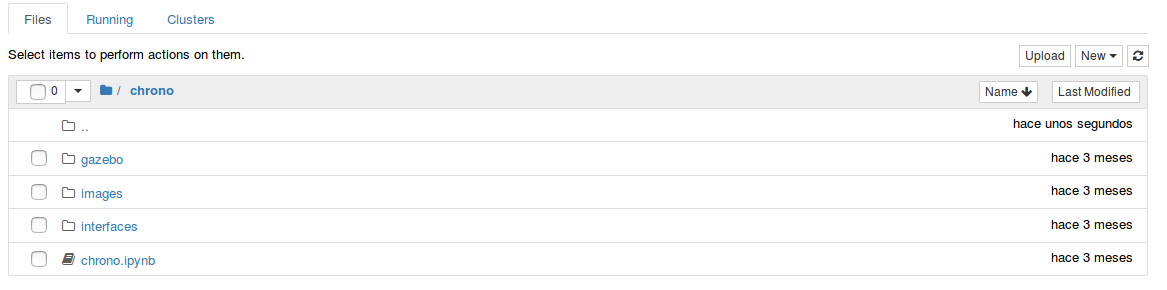 Files Running Clusters
Select items to perform actions on them. Upload New
0 / chrono Name Last Modified
.. hace unos segundos
gazebo hace 3 meses
images hace 3 meses
interfaces hace 3 meses
chrono.ipynb hace 3 meses